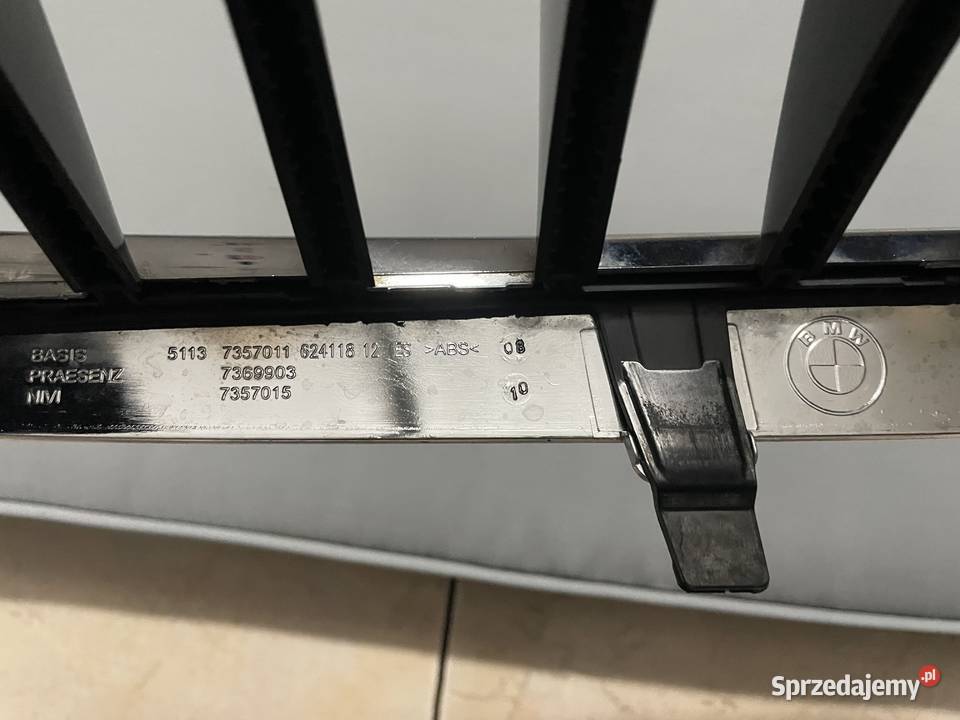 BASIS 5113 7357011 624118 12 ES >ABS< 08
PRAESENZ 7369903
NIVI 7357015 10
BMW
Sprzedajemy.pl